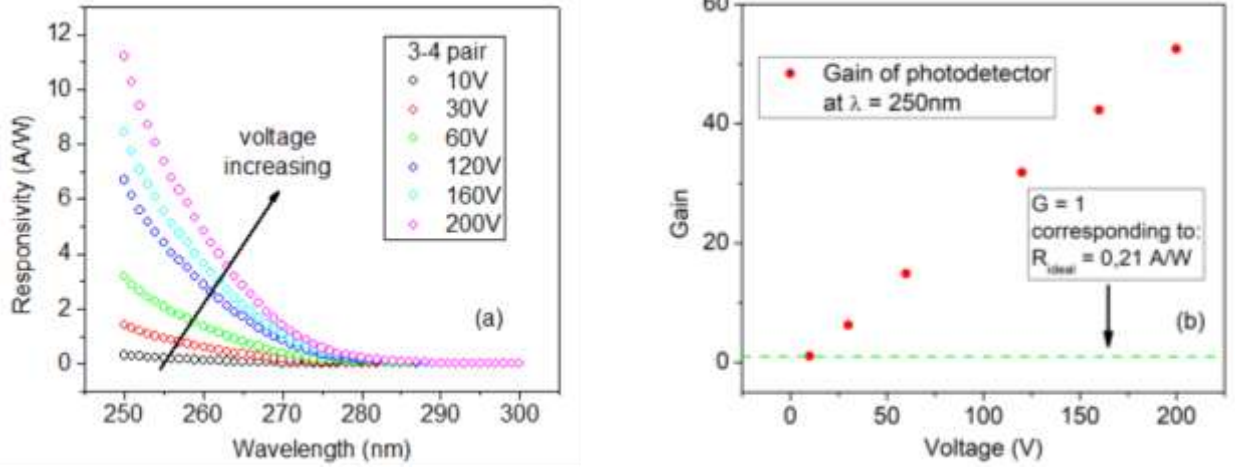 Responsivity (A/W)
12
10
8
6
4
2
0
3-4 pair
10V
30V
60V
120V
160V
200V
voltage
increasing
(a)
250 260 270 280 290 300
Wavelength (nm)
Gain
60
40
20
0
Gain of photodetector
at λ = 250nm
G = 1
corresponding to:
R_ideal = 0,21 A/W
(b)
0 50 100 150 200
Voltage (V)